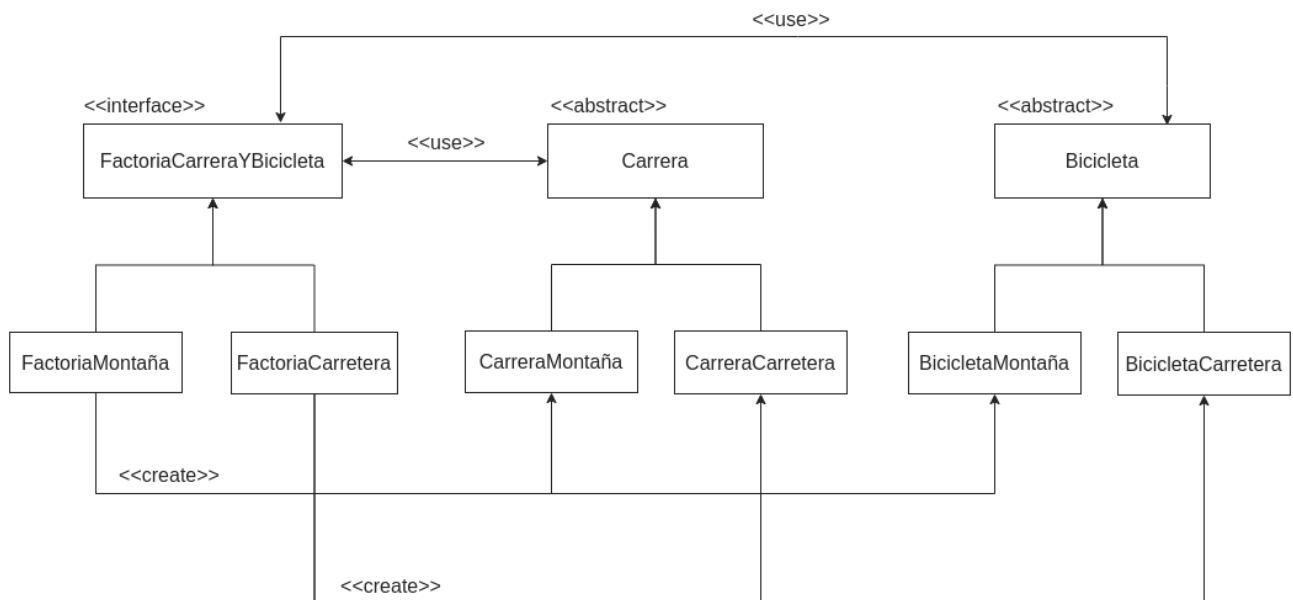 <<use>>
<<interface>>
<<abstract>>
<<abstract>>
<<use>>
FactoriaCarreraYBicicleta
Carrera
Bicicleta
FactoriaMontaña
FactoriaCarretera
CarreraMontaña
CarreraCarretera
BicicletaMontaña
BicicletaCarretera
<<create>>
<<create>>